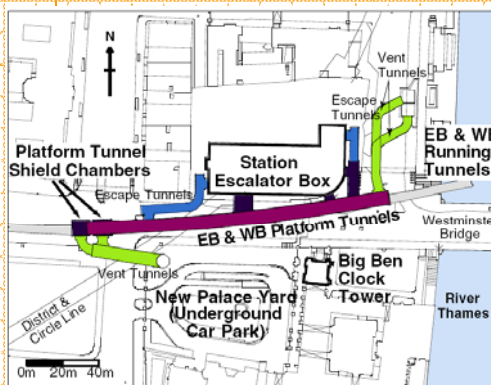 N
Vent
Tunnels
Escape
Tunnels
EB & WB
Running
Tunnels
Platform Tunnel
Shield Chambers
Station
Escalator Box
Escape Tunnels
EB & WB Platform Tunnels
Westminster
Bridge
Vent Tunnels
Big Ben
Clock
Tower
New Palace Yard
(Underground
Car Park)
River
Thames
District &
Circle Line
0m 20m 40m